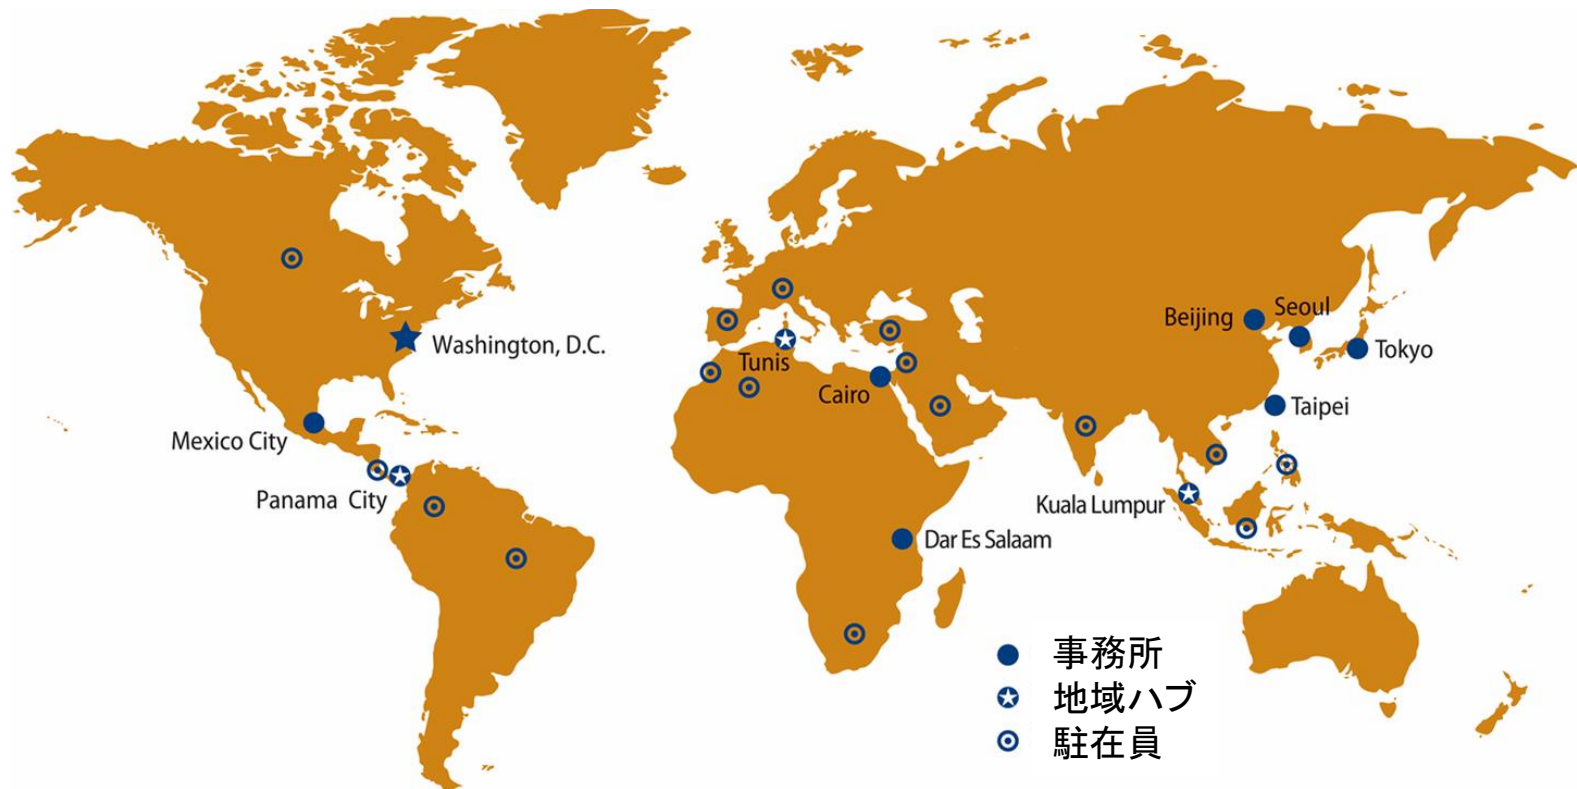 Washington, D.C.
Mexico City
Panama City
Tunis
Cairo
Dar Es Salaam
Beijing
Seoul
Tokyo
Taipei
Kuala Lumpur
事務所
地域ハブ
駐在員